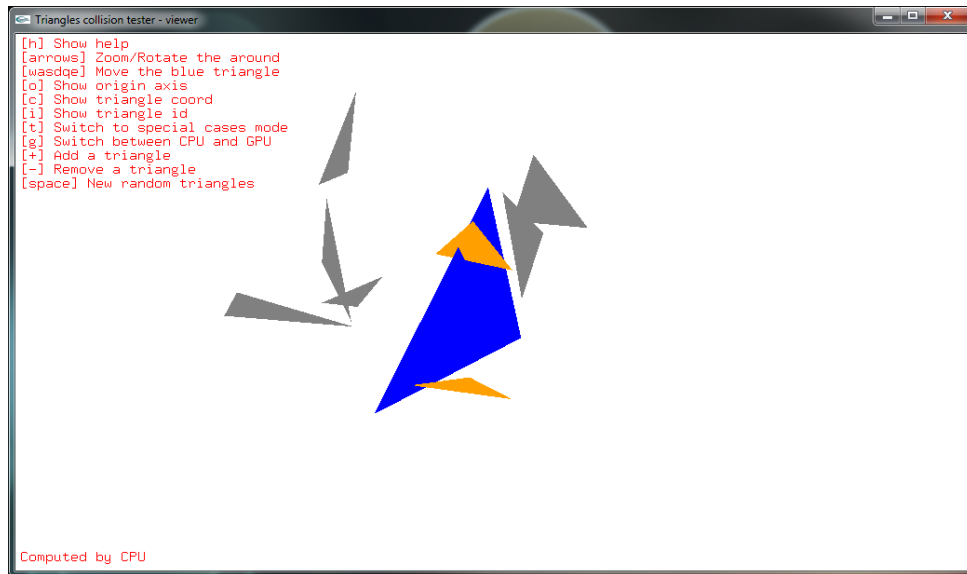 Triangles collision tester - viewer
[h] Show help
[arrows] Zoom/Rotate the around
[wasdqe] Move the blue triangle
[o] Show origin axis
[c] Show triangle coord
[i] Show triangle id
[t] Switch to special cases mode
[g] Switch between CPU and GPU
[+] Add a triangle
[-] Remove a triangle
[space] New random triangles
Computed by CPU